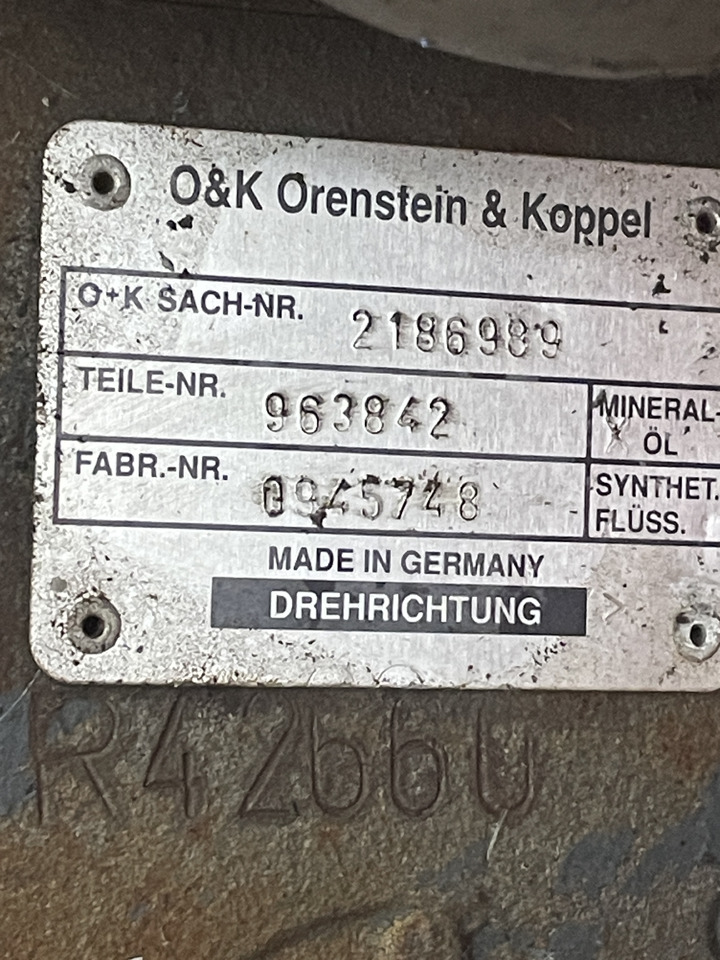 O&K Orenstein & Koppel
O+K SACH-NR. 2186989
TEILE-NR. 963842
MINERAL-
X ÖL
FABR.-NR. 0945748
SYNTHET.
FLÜSS.
MADE IN GERMANY
DREHRICHTUNG >
R42660